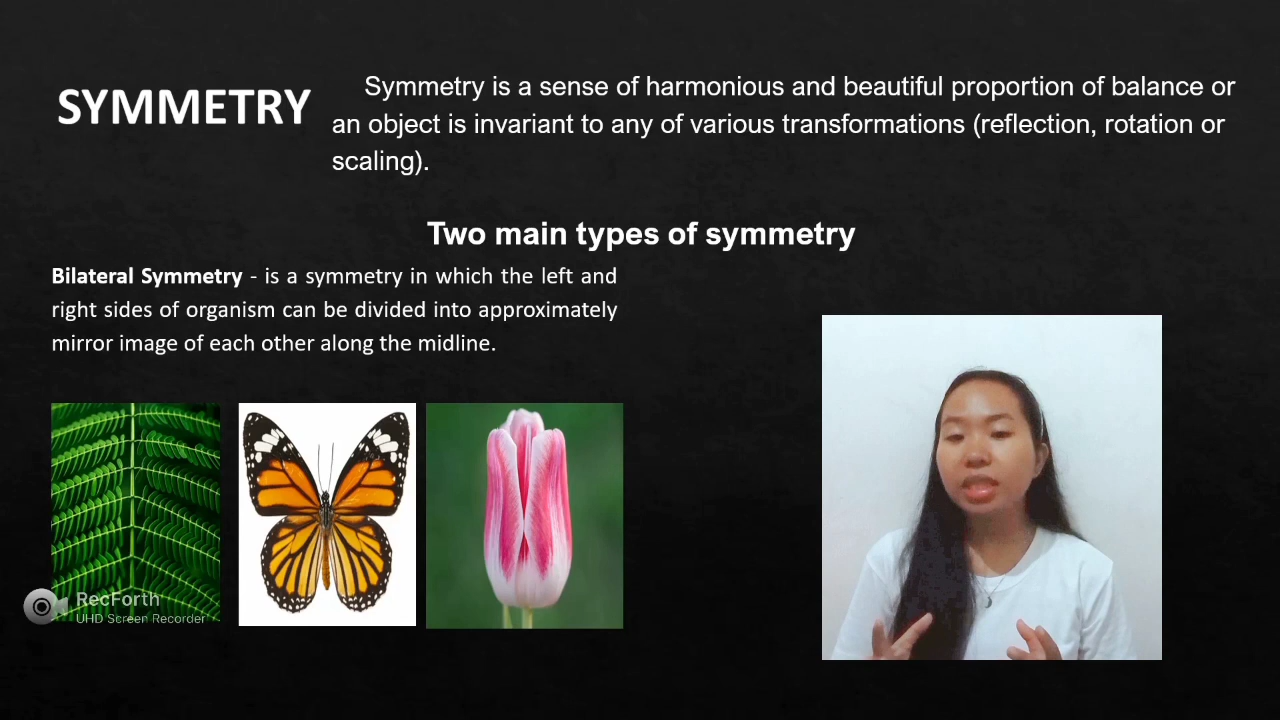 SYMMETRY
Symmetry is a sense of harmonious and beautiful proportion of balance or
an object is invariant to any of various transformations (reflection, rotation or
scaling).
Two main types of symmetry
Bilateral Symmetry - is a symmetry in which the left and
right sides of organism can be divided into approximately
mirror image of each other along the midline.
RecForth
UHD Screen Recorder